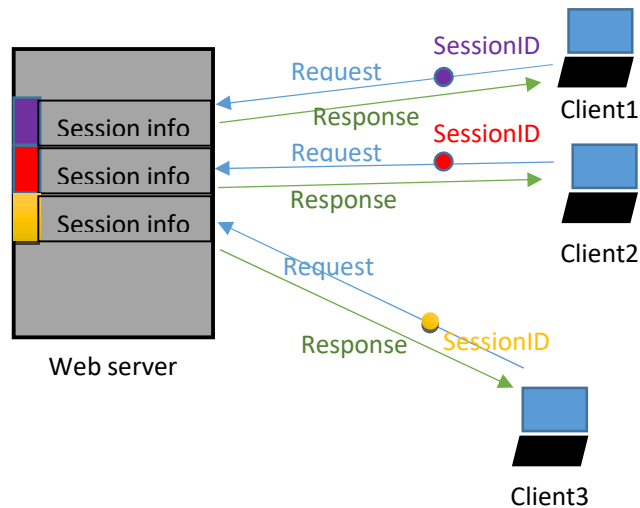 SessionID
Request
Client1
Response
Session info
SessionID
Request
Session info
Response
Client2
Session info
Request
Response
SessionID
Web server
Client3